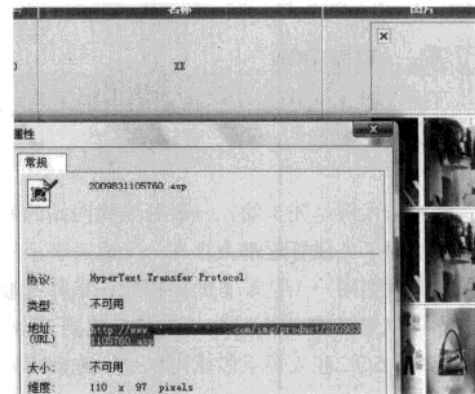 名称
图片
XX
属性
常规
2009831105760.asp
协议: HyperText Transfer Protocol
类型: 不可用
地址: http://www. .com/img/product/200983
(URL) 1105760.asp
大小: 不可用
维度: 110 x 97 pixels